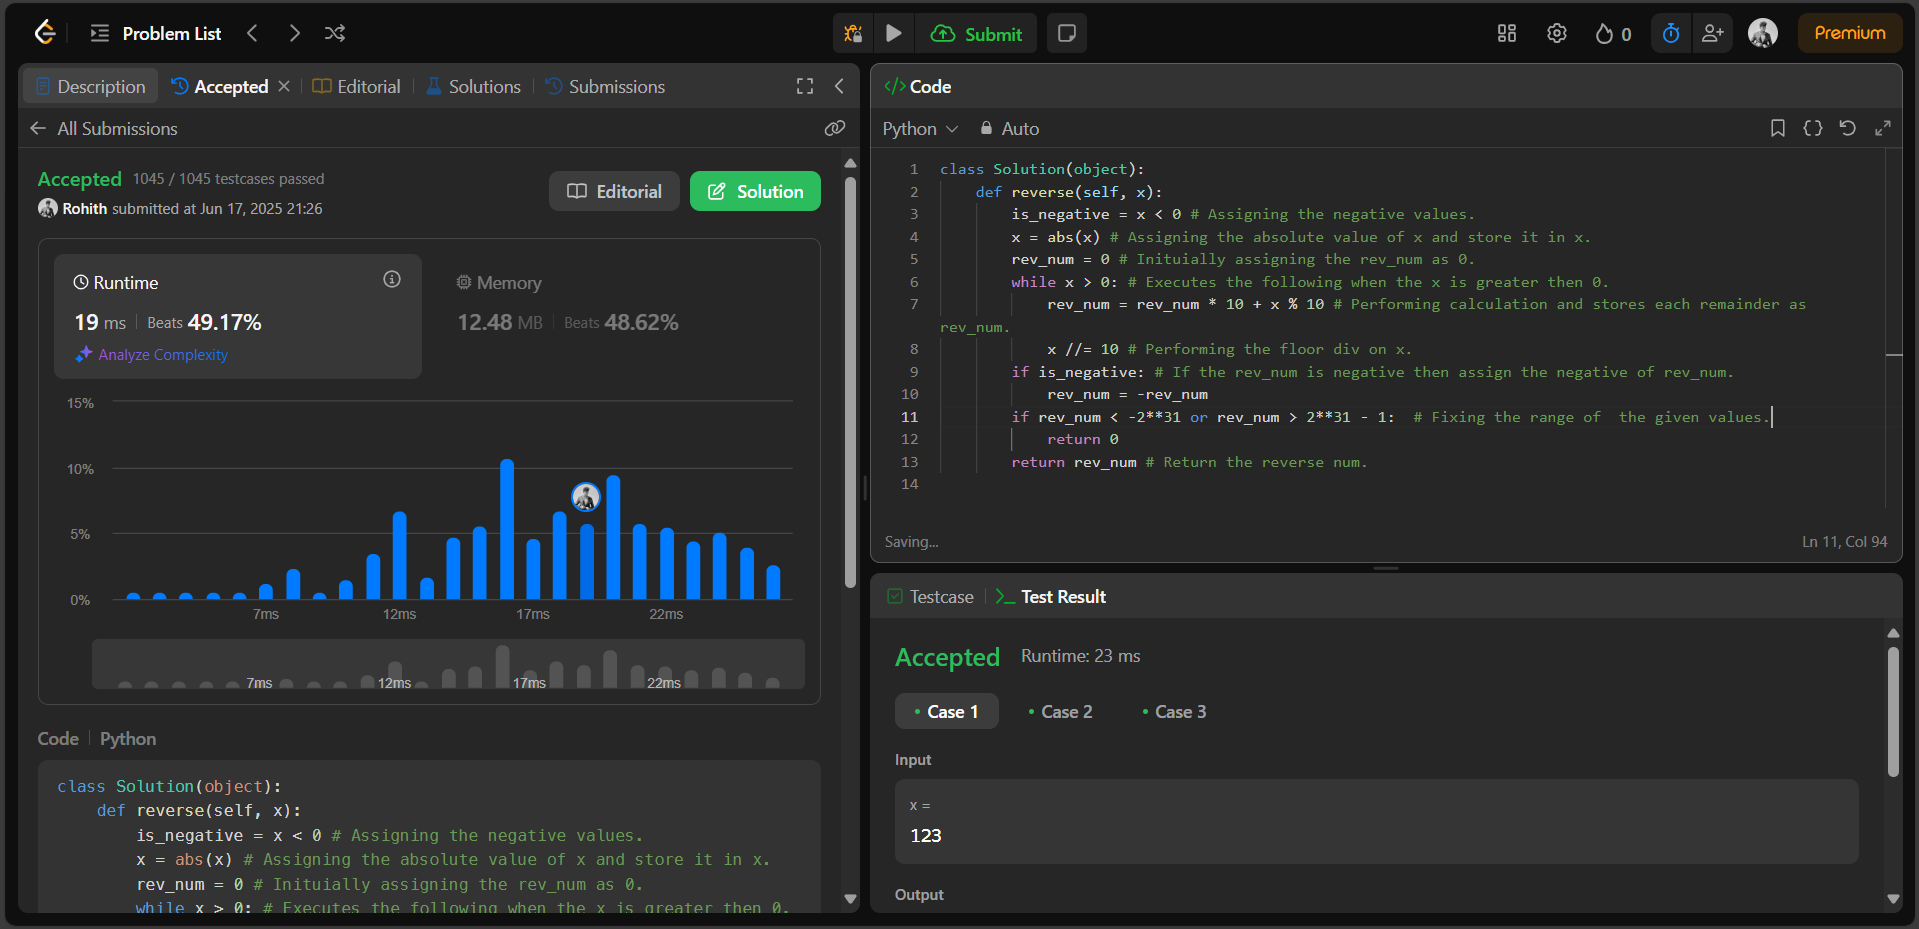 Problem List
Submit
0
Premium
Description
Accepted
Editorial
Solutions
Submissions
All Submissions
Accepted 1045 / 1045 testcases passed
Rohith submitted at Jun 17, 2025 21:26
Editorial
Solution
Runtime
19 ms | Beats 49.17%
Analyze Complexity
Memory
12.48 MB | Beats 48.62%
15%
10%
5%
0%
7ms 12ms 17ms 22ms
7ms 12ms 17ms 22ms
Code | Python
class Solution(object):
    def reverse(self, x):
        is_negative = x < 0 # Assigning the negative values.
        x = abs(x) # Assigning the absolute value of x and store it in x.
        rev_num = 0 # Inituially assigning the rev_num as 0.
        while x > 0: # Executes the following when the x is greater then 0.
</> Code
Python
Auto
1 class Solution(object):
2     def reverse(self, x):
3         is_negative = x < 0 # Assigning the negative values.
4         x = abs(x) # Assigning the absolute value of x and store it in x.
5         rev_num = 0 # Inituially assigning the rev_num as 0.
6         while x > 0: # Executes the following when the x is greater then 0.
7             rev_num = rev_num * 10 + x % 10 # Performing calculation and stores each remainder as
rev_num.
8             x //= 10 # Performing the floor div on x.
9         if is_negative: # If the rev_num is negative then assign the negative of rev_num.
10             rev_num = -rev_num
11         if rev_num < -2**31 or rev_num > 2**31 - 1:  # Fixing the range of  the given values.
12             return 0
13         return rev_num # Return the reverse num.
14
Saving...
Ln 11, Col 94
Testcase
Test Result
Accepted Runtime: 23 ms
Case 1
Case 2
Case 3
Input
x =
123
Output